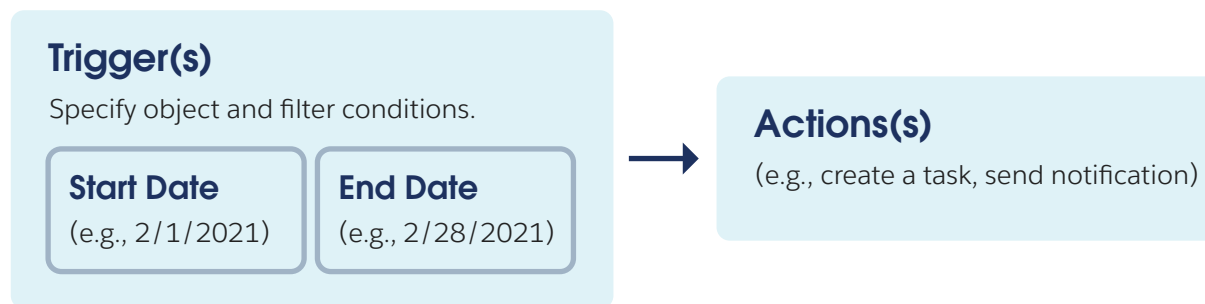 Trigger(s)
Specify object and filter conditions.
Start Date
(e.g., 2/1/2021)
End Date
(e.g., 2/28/2021)
Actions(s)
(e.g., create a task, send notification)